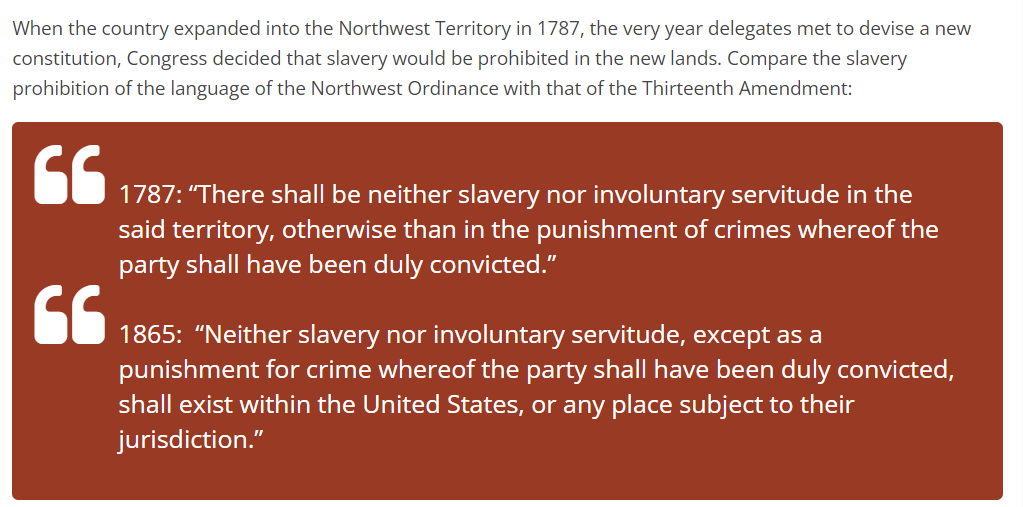 When the country expanded into the Northwest Territory in 1787, the very year delegates met to devise a new
constitution, Congress decided that slavery would be prohibited in the new lands. Compare the slavery
prohibition of the language of the Northwest Ordinance with that of the Thirteenth Amendment:
1787: “There shall be neither slavery nor involuntary servitude in the
said territory, otherwise than in the punishment of crimes whereof the
party shall have been duly convicted.”
1865:  “Neither slavery nor involuntary servitude, except as a
punishment for crime whereof the party shall have been duly convicted,
shall exist within the United States, or any place subject to their
jurisdiction.”